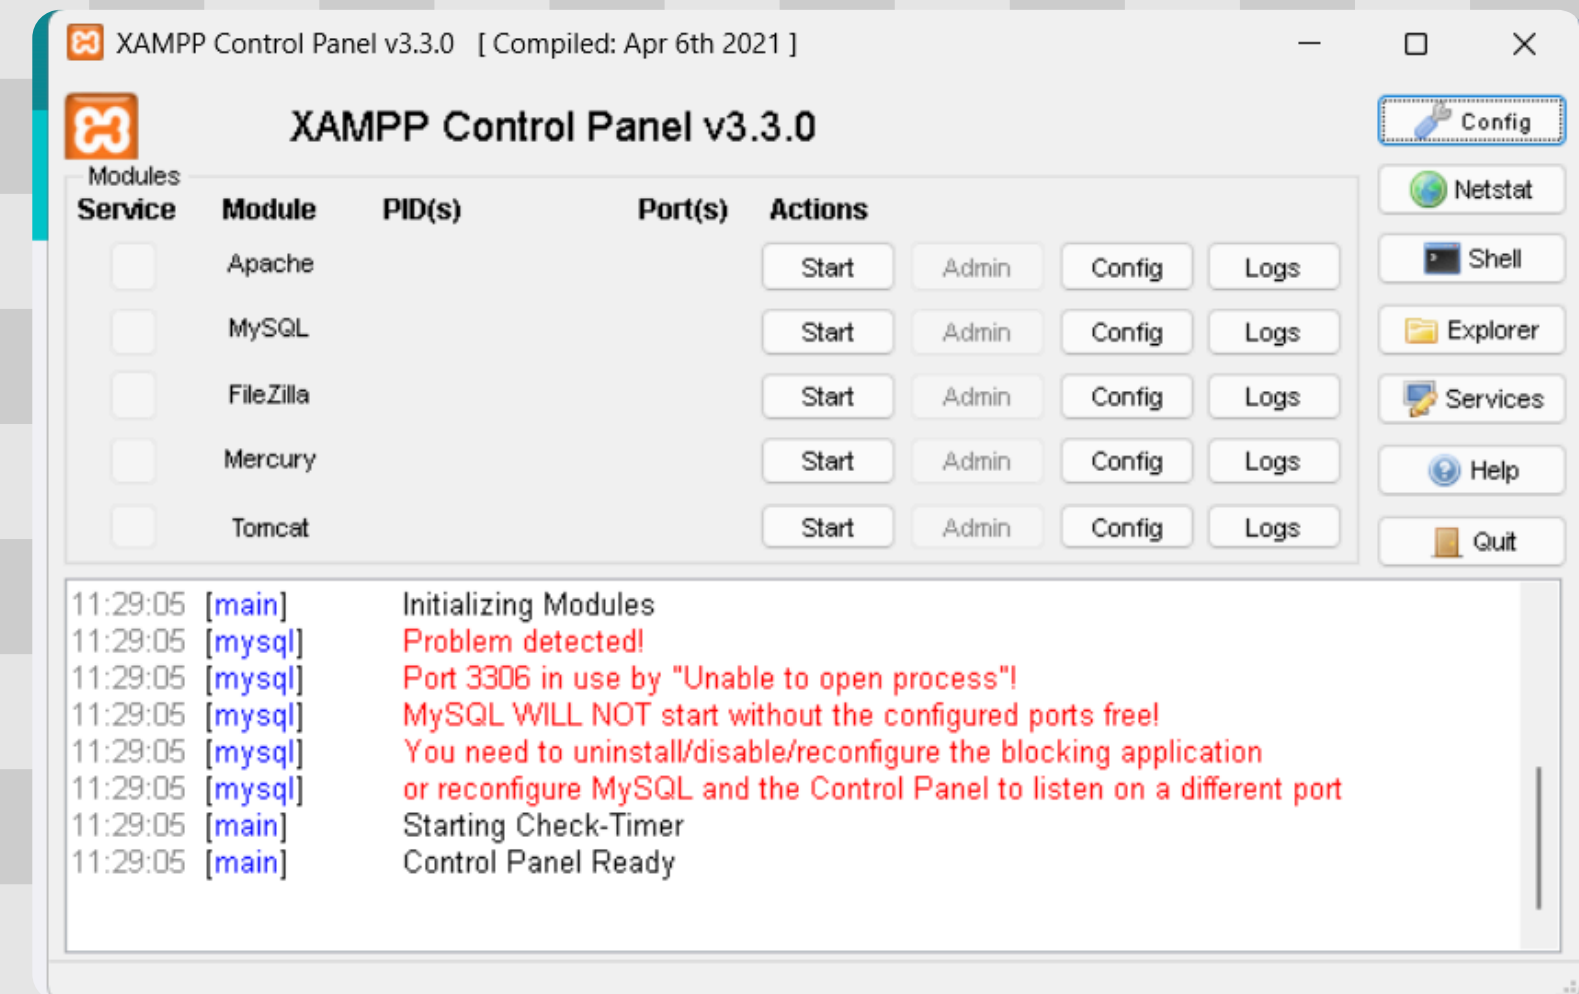 XAMPP Control Panel v3.3.0 [ Compiled: Apr 6th 2021 ]
XAMPP Control Panel v3.3.0
Config
Modules
Netstat
Service Module PID(s) Port(s) Actions
Apache Start Admin Config Logs
Shell
MySQL Start Admin Config Logs
Explorer
FileZilla Start Admin Config Logs
Services
Mercury Start Admin Config Logs
Help
Tomcat Start Admin Config Logs
Quit
11:29:05 [main] Initializing Modules
11:29:05 [mysql] Problem detected!
11:29:05 [mysql] Port 3306 in use by "Unable to open process"!
11:29:05 [mysql] MySQL WILL NOT start without the configured ports free!
11:29:05 [mysql] You need to uninstall/disable/reconfigure the blocking application
11:29:05 [mysql] or reconfigure MySQL and the Control Panel to listen on a different port
11:29:05 [main] Starting Check-Timer
11:29:05 [main] Control Panel Ready